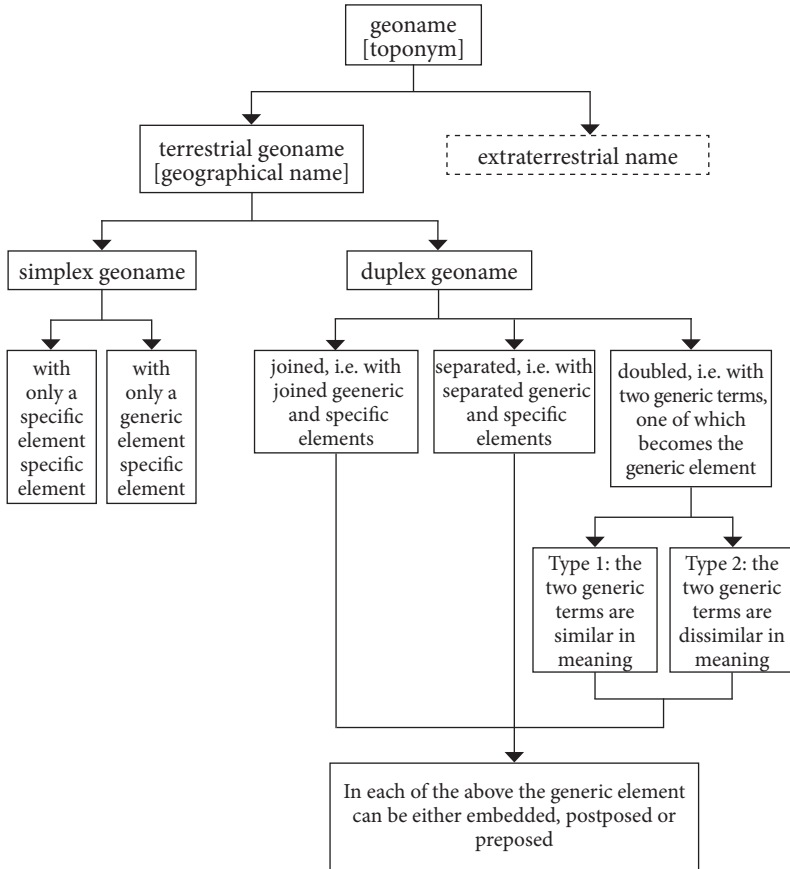 geoname
[toponym]
terrestrial geoname
[geographical name]
extraterrestrial name
simplex geoname
duplex geoname
with
only a
specific
element
specific
element
with
only a
generic
element
specific
element
joined, i.e. with
joined geeneric
and specific
elements
separated, i.e. with
separated generic
and specific
elements
doubled, i.e. with
two generic terms,
one of which
becomes the
generic element
Type 1: the
two generic
terms are
similar in
meaning
Type 2: the
two generic
terms are
dissimilar in
meaning
In each of the above the generic element
can be either embedded, postposed or
preposed